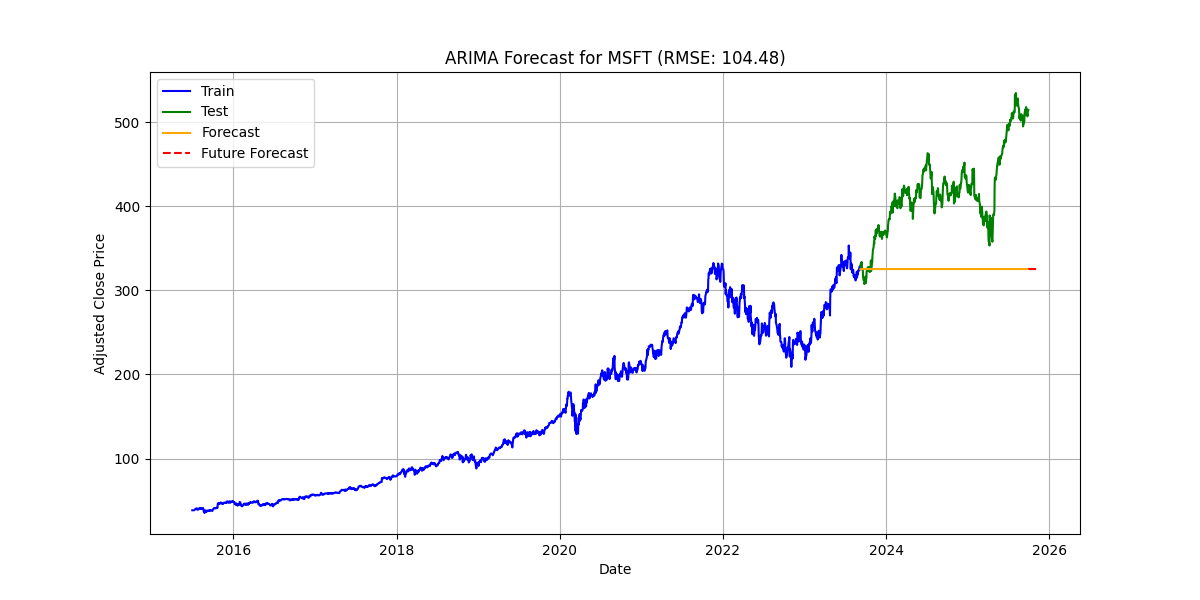 ARIMA Forecast for MSFT (RMSE: 104.48)
Train
Test
Forecast
Future Forecast
Adjusted Close Price
500
400
300
200
100
2016
2018
2020
2022
2024
2026
Date